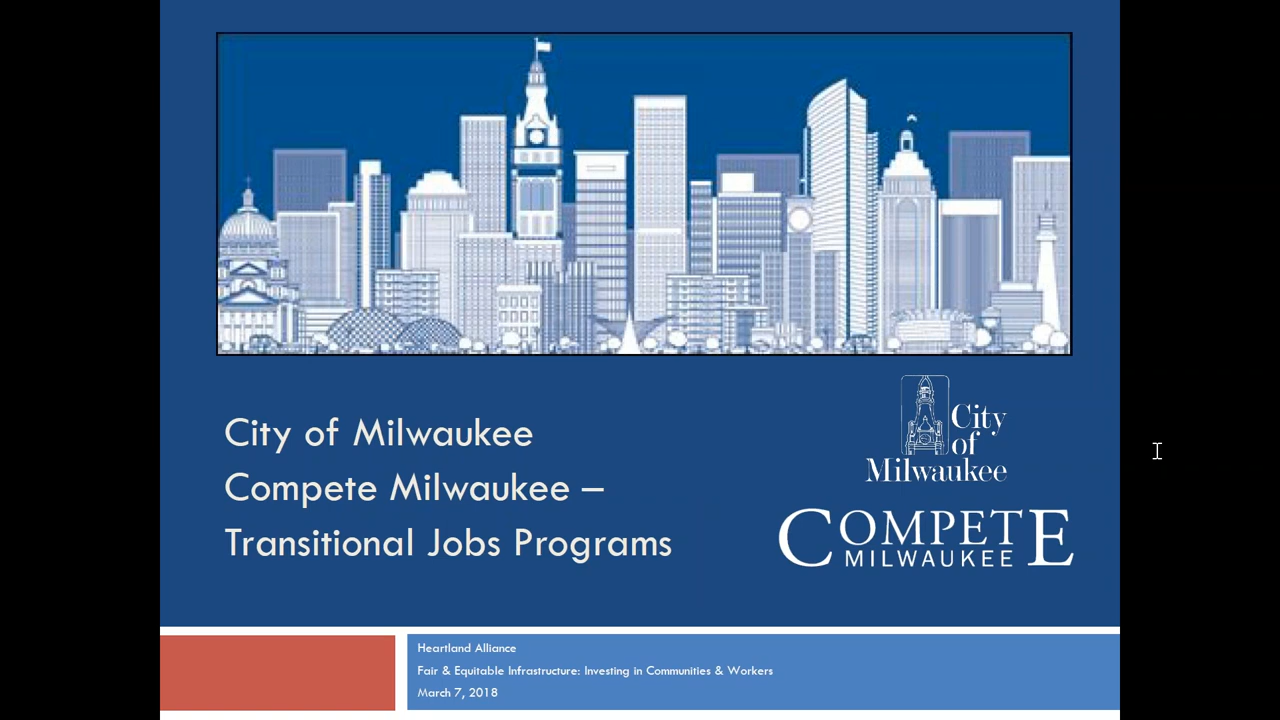 City of Milwaukee
Compete Milwaukee –
Transitional Jobs Programs
City
of
Milwaukee
COMPETE
MILWAUKEE
Heartland Alliance
Fair & Equitable Infrastructure: Investing in Communities & Workers
March 7, 2018